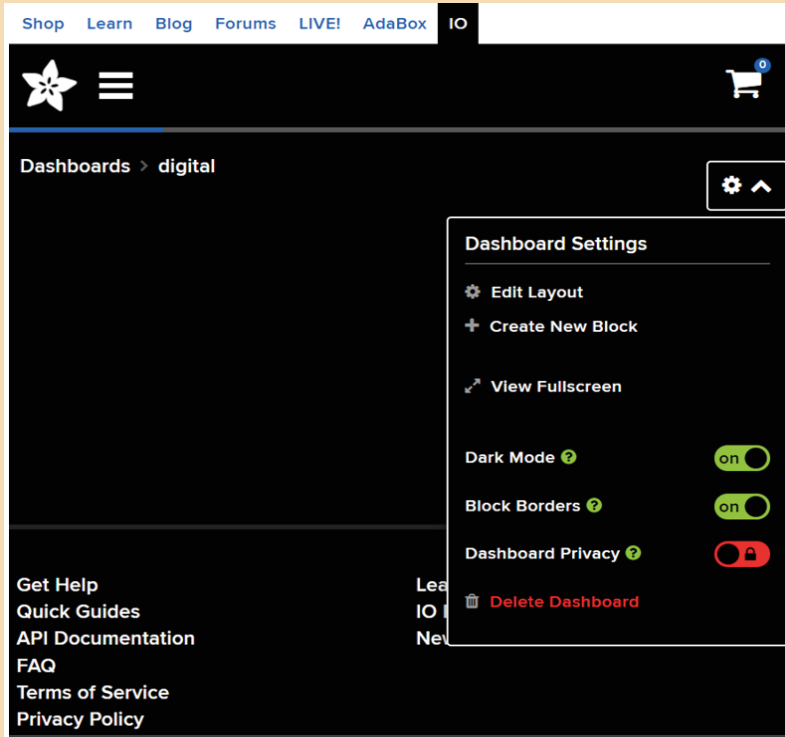 Shop Learn Blog Forums LIVE! AdaBox IO
0
Dashboards > digital
Dashboard Settings
Edit Layout
Create New Block
View Fullscreen
Dark Mode ?
on
Block Borders ?
on
Dashboard Privacy ?
Delete Dashboard
Get Help
Quick Guides
API Documentation
FAQ
Terms of Service
Privacy Policy
IO